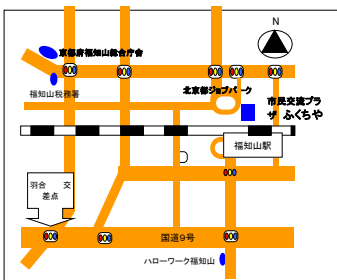 N
京都府福知山総合庁舎
北京都ジョブパーク
福知山税務署
市民交流プラ
ザ ふくちや
福知山駅
羽合 交
差点
国道9号
ハローワーク福知山